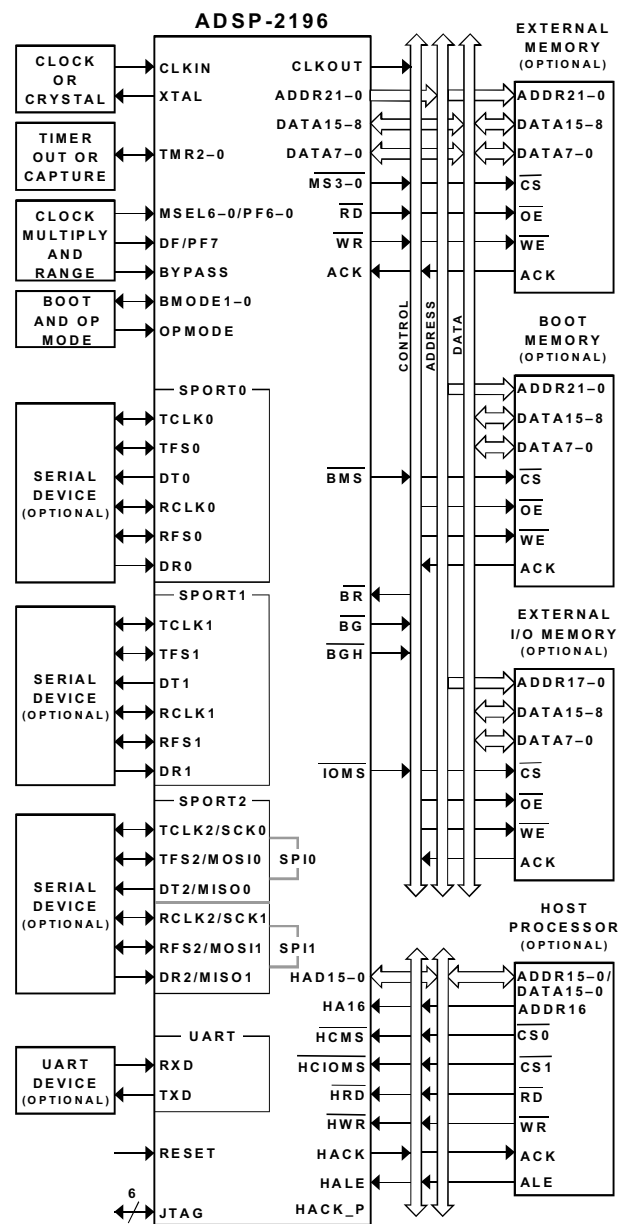 ADSP-2196
CLOCK
OR
CRYSTAL
TIMER
OUT OR
CAPTURE
CLOCK
MULTIPLY
AND
RANGE
BOOT
AND OP
MODE
SERIAL
DEVICE
(OPTIONAL)
SERIAL
DEVICE
(OPTIONAL)
SERIAL
DEVICE
(OPTIONAL)
UART
DEVICE
(OPTIONAL)
6
CLKIN
XTAL
TMR2–0
MSEL6–0/PF6–0
DF/PF7
BYPASS
BMODE1–0
OPMODE
SPORT0
TCLK0
TFS0
DT0
RCLK0
RFS0
DR0
SPORT1
TCLK1
TFS1
DT1
RCLK1
RFS1
DR1
SPORT2
TCLK2/SCK0
TFS2/MOSI0
DT2/MISO0
SPI0
RCLK2/SCK1
RFS2/MOSI1
DR2/MISO1
SPI1
UART
RXD
TXD
RESET
JTAG
CLKOUT
ADDR21–0
DATA15–8
DATA7–0
MS3–0
RD
WR
ACK
BMS
BR
BG
BGH
IOMS
HAD15–0
HA16
HCMS
HCIOMS
HRD
HWR
HACK
HALE
HACK_P
CONTROL
ADDRESS
DATA
EXTERNAL
MEMORY
(OPTIONAL)
ADDR21–0
DATA15–8
DATA7–0
CS
OE
WE
ACK
BOOT
MEMORY
(OPTIONAL)
ADDR21–0
DATA15–8
DATA7–0
CS
OE
WE
ACK
EXTERNAL
I/O MEMORY
(OPTIONAL)
ADDR17–0
DATA15–8
DATA7–0
CS
OE
WE
ACK
HOST
PROCESSOR
(OPTIONAL)
ADDR15–0/
DATA15–0
ADDR16
CS0
CS1
RD
WR
ACK
ALE